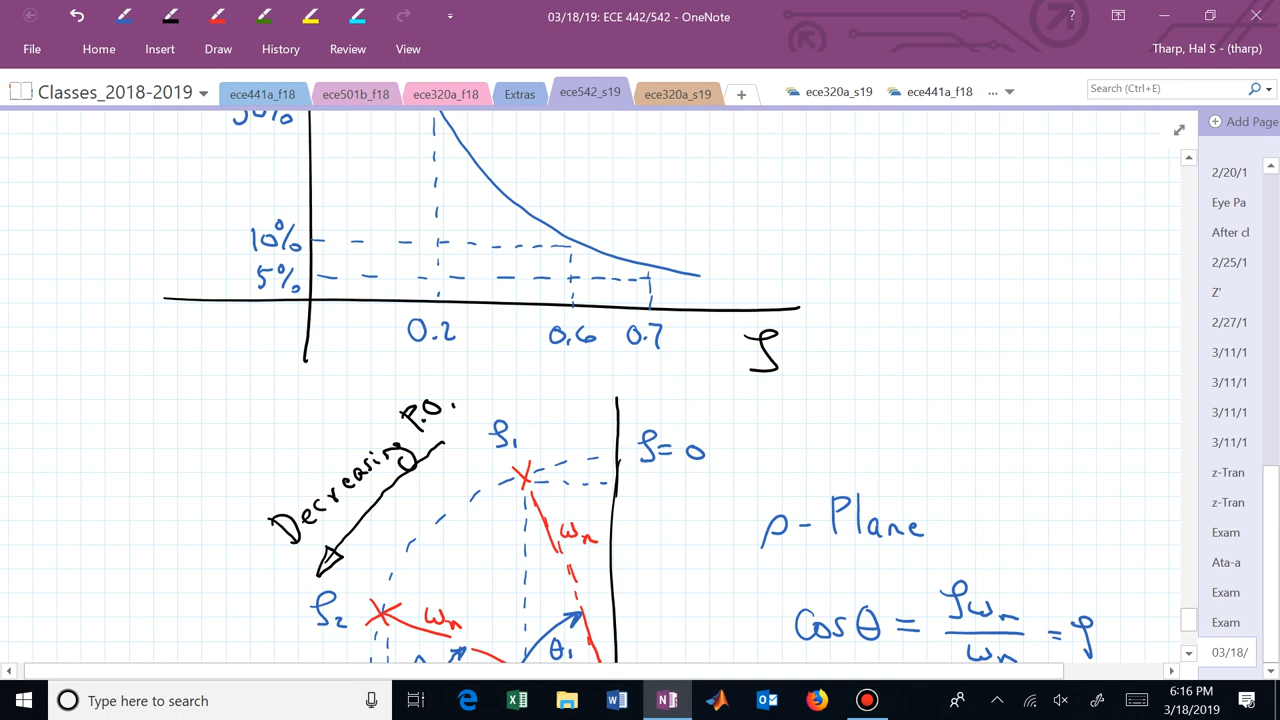 03/18/19: ECE 442/542 - OneNote
?
File Home Insert Draw History Review View
Tharp, Hal S - (tharp)
Classes_2018-2019
ece441a_f18
ece501b_f18
ece320a_f18
Extras
ece542_s19
ece320a_s19
+
ece320a_s19
ece441a_f18
...
Search (Ctrl+E)
Add Page
2/20/1
Eye Pa
After cl
2/25/1
Z'
2/27/1
3/11/1
3/11/1
3/11/1
3/11/1
z-Tran
z-Tran
Exam
Ata-a
Exam
Exam
03/18/
10%
5%
0.2 0.6 0.7 ζ
Decreasing P.O.
ζ1
ζ = 0
ωn
s-Plane
ζ2
ωn
θ1
cos θ = ζωn / ωn = ζ
Type here to search
6:16 PM
3/18/2019